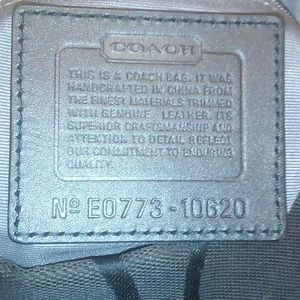 COACH
THIS IS A COACH BAG. IT WAS
HANDCRAFTED IN CHINA FROM
THE FINEST MATERIALS TRIMMED
WITH GENUINE LEATHER. ITS
SUPERIOR CRAFTSMANSHIP AND
ATTENTION TO DETAIL REFLECT
OUR COMMITMENT TO ENDURING
QUALITY.
Nº E0773-10620